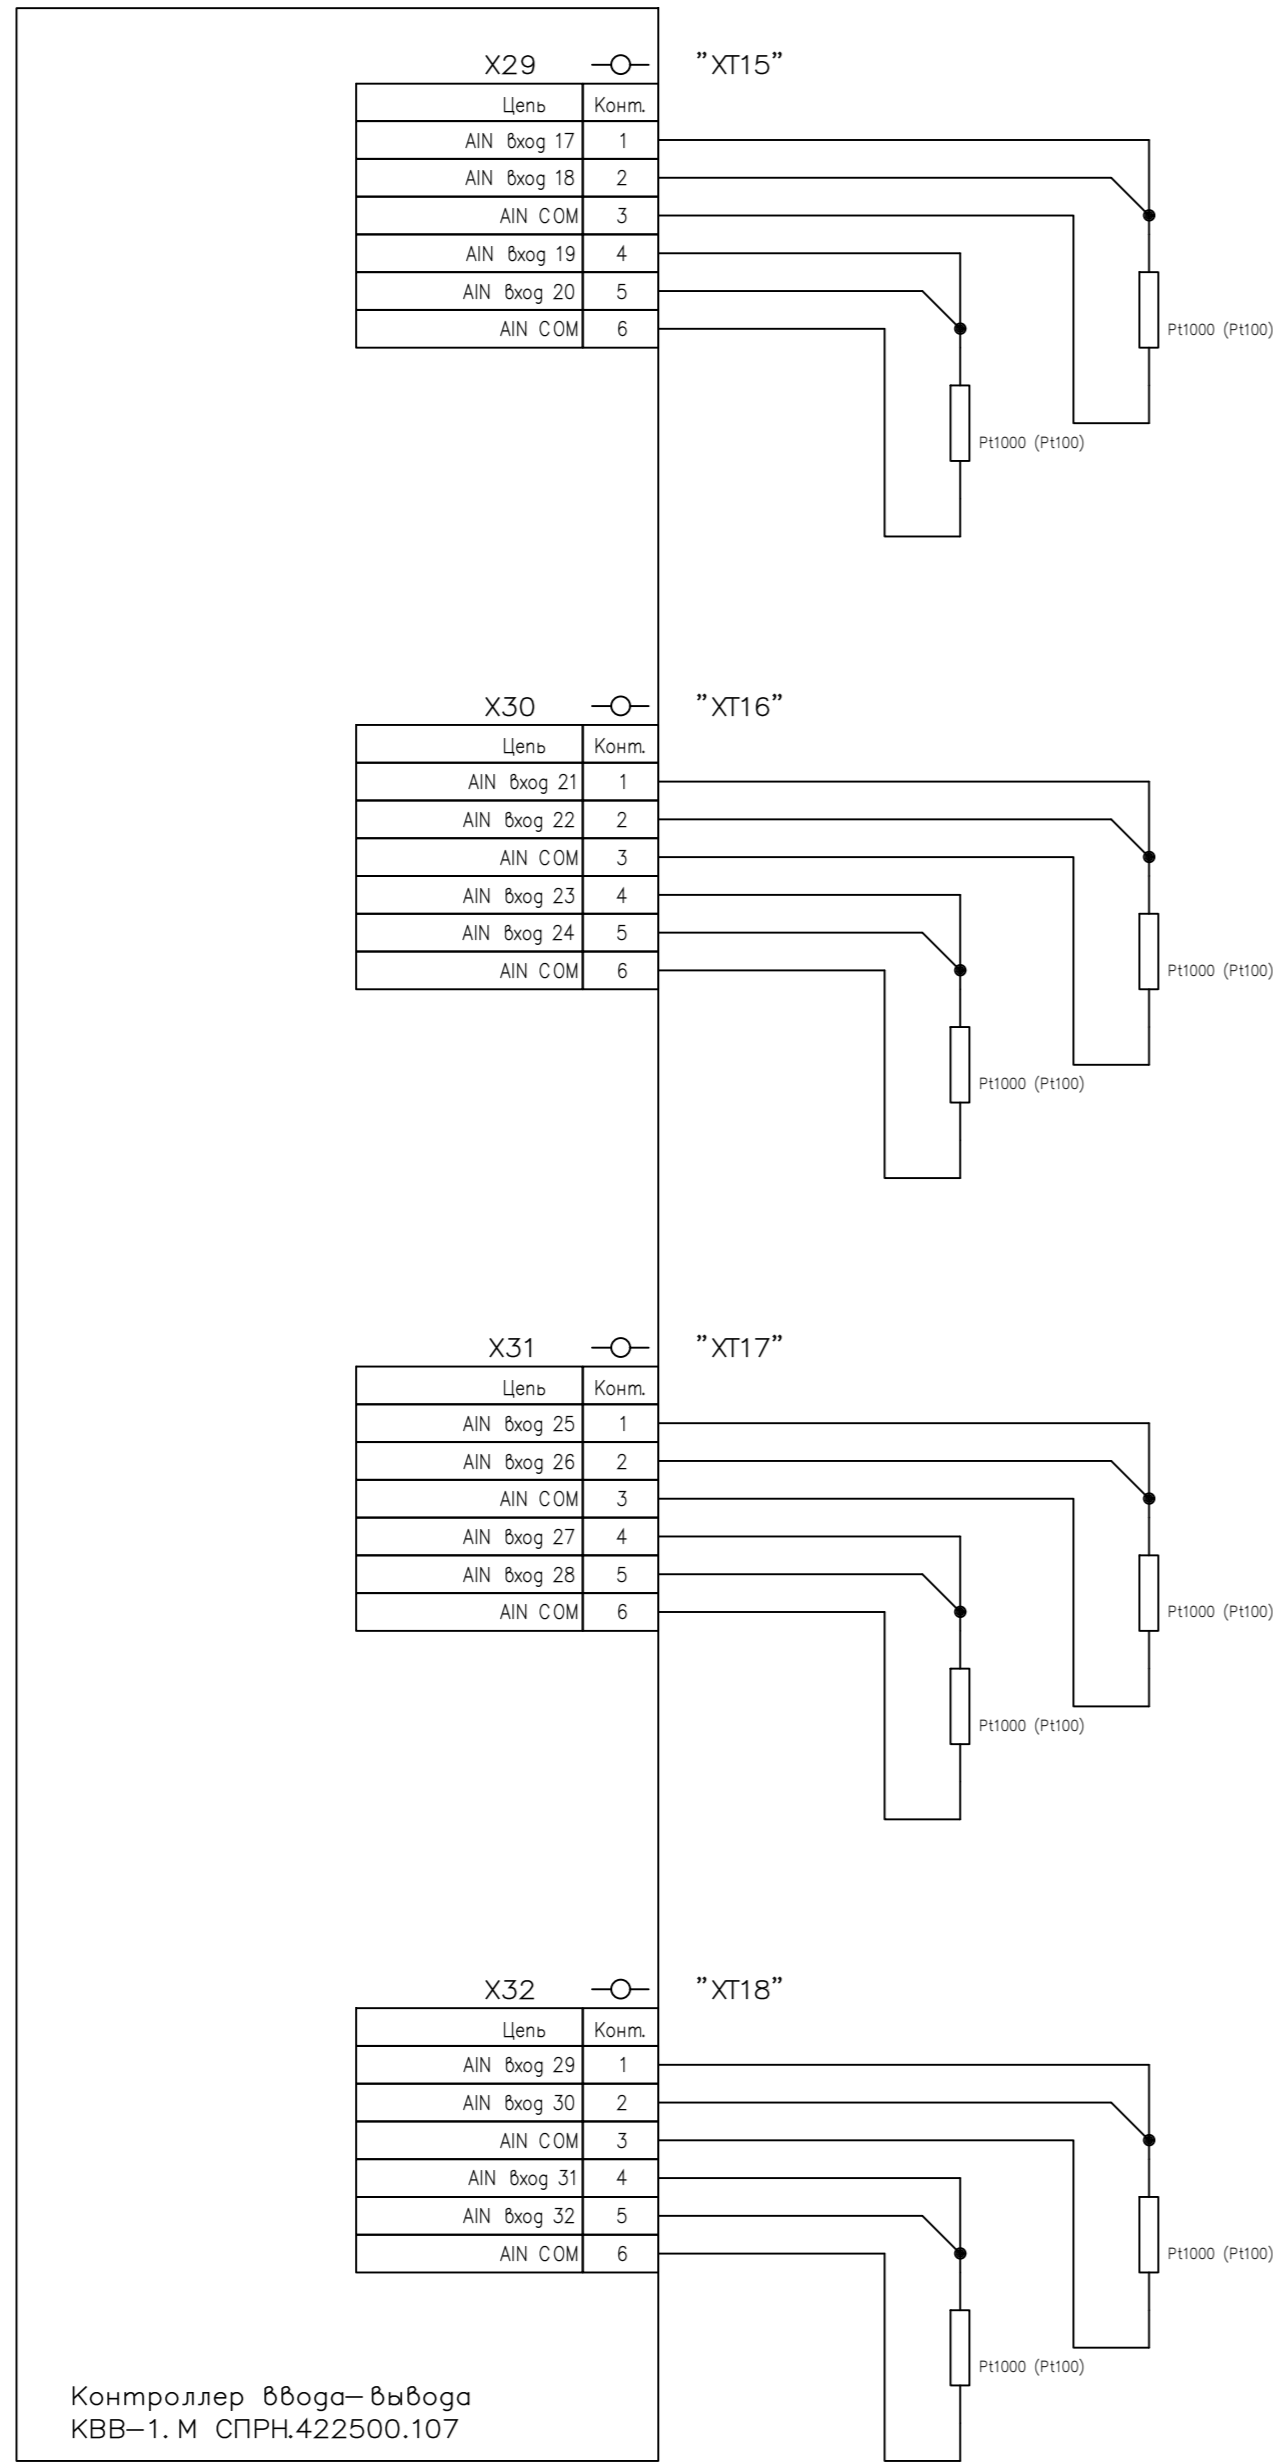 X29 "XT15"
Цепь Конт.
AIN вход 17 1
AIN вход 18 2
AIN COM 3
AIN вход 19 4
AIN вход 20 5
AIN COM 6
Pt1000 (Pt100)
Pt1000 (Pt100)
X30 "XT16"
Цепь Конт.
AIN вход 21 1
AIN вход 22 2
AIN COM 3
AIN вход 23 4
AIN вход 24 5
AIN COM 6
Pt1000 (Pt100)
Pt1000 (Pt100)
X31 "XT17"
Цепь Конт.
AIN вход 25 1
AIN вход 26 2
AIN COM 3
AIN вход 27 4
AIN вход 28 5
AIN COM 6
Pt1000 (Pt100)
Pt1000 (Pt100)
X32 "XT18"
Цепь Конт.
AIN вход 29 1
AIN вход 30 2
AIN COM 3
AIN вход 31 4
AIN вход 32 5
AIN COM 6
Pt1000 (Pt100)
Pt1000 (Pt100)
Контроллер ввода-вывода
КВВ-1.М СПРН.422500.107